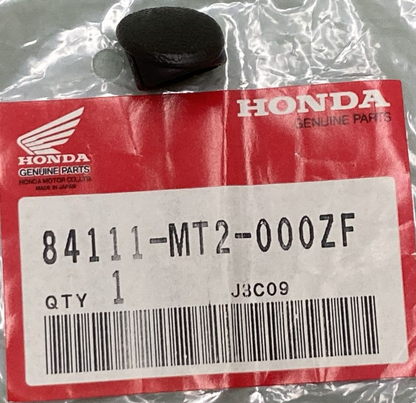 HONDA
GENUINE PARTS
HONDA
GENUINE PARTS
HONDA MOTOR CO.,LTD.
MADE IN JAPAN
84111-MT2-000ZF
QTY 1 J3C09